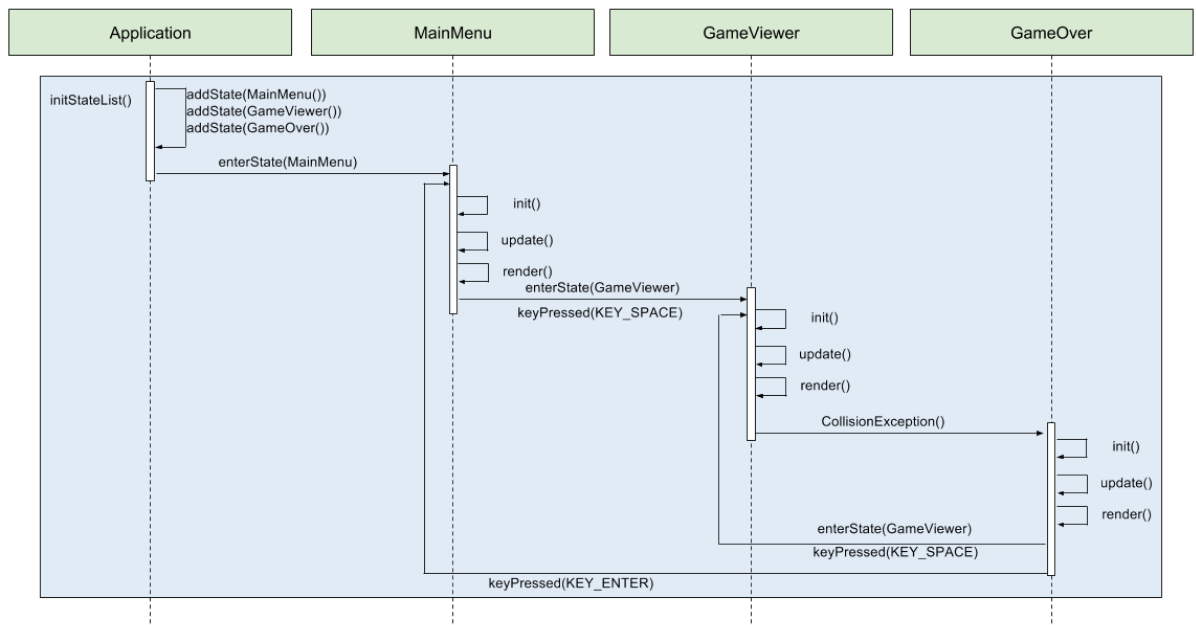 Application
MainMenu
GameViewer
GameOver
initStateList()
addState(MainMenu())
addState(GameViewer())
addState(GameOver())
enterState(MainMenu)
init()
update()
render()
enterState(GameViewer)
keyPressed(KEY_SPACE)
init()
update()
render()
CollisionException()
init()
update()
render()
enterState(GameViewer)
keyPressed(KEY_SPACE)
keyPressed(KEY_ENTER)